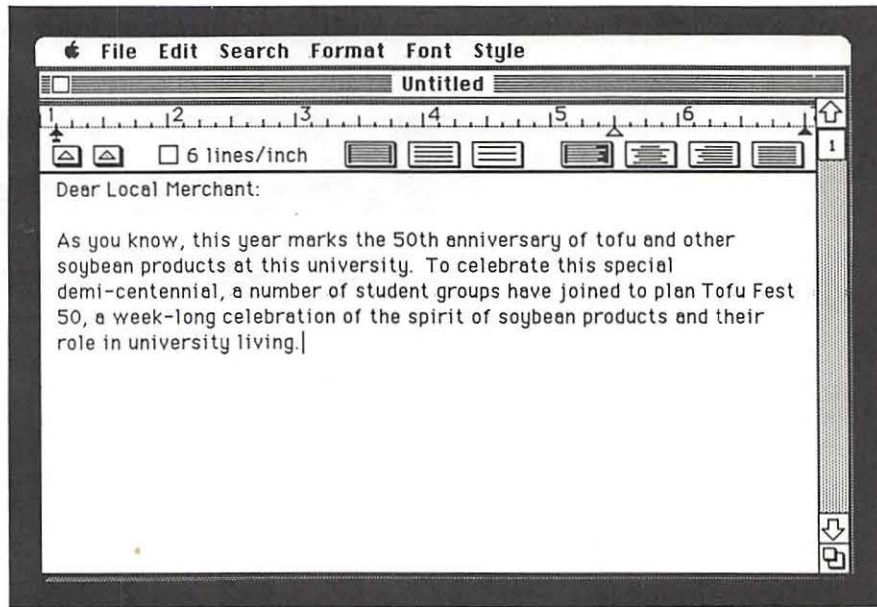 File Edit Search Format Font Style
Untitled
1 2 3 4 5 6
6 lines/inch
1
Dear Local Merchant:
As you know, this year marks the 50th anniversary of tofu and other
soybean products at this university. To celebrate this special
demi-centennial, a number of student groups have joined to plan Tofu Fest
50, a week-long celebration of the spirit of soybean products and their
role in university living.